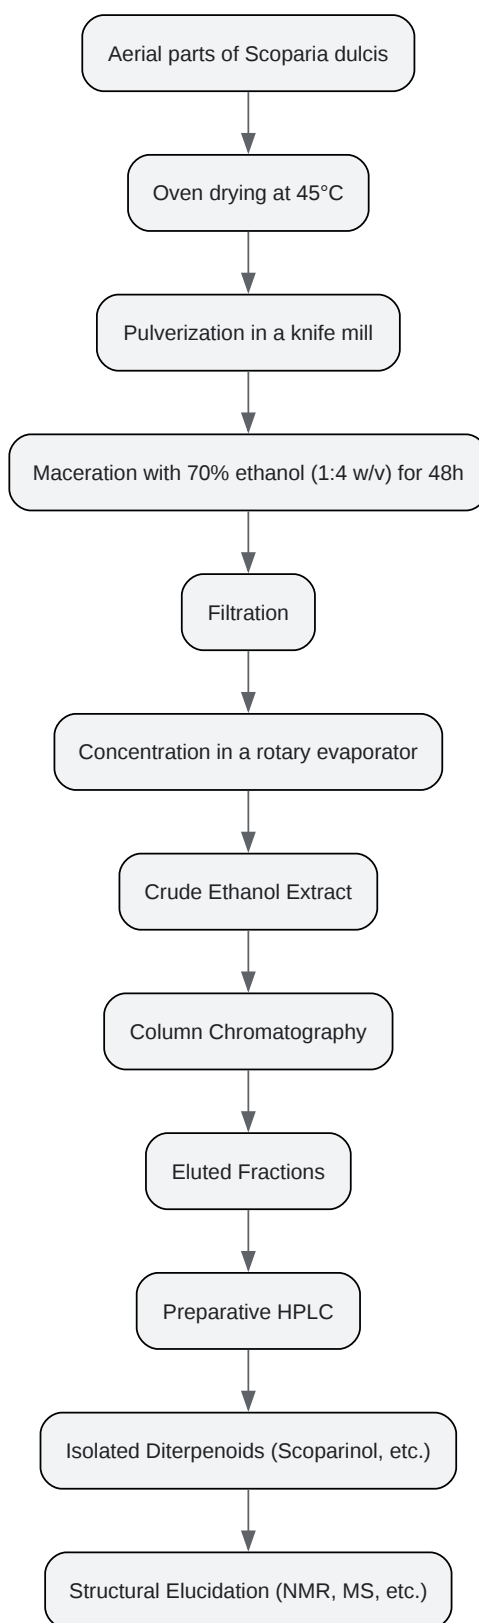 Aerial parts of Scoparia dulcis
Oven drying at 45°C
Pulverization in a knife mill
Maceration with 70% ethanol (1:4 w/v) for 48h
Filtration
Concentration in a rotary evaporator
Crude Ethanol Extract
Column Chromatography
Eluted Fractions
Preparative HPLC
Isolated Diterpenoids (Scoparinol, etc.)
Structural Elucidation (NMR, MS, etc.)